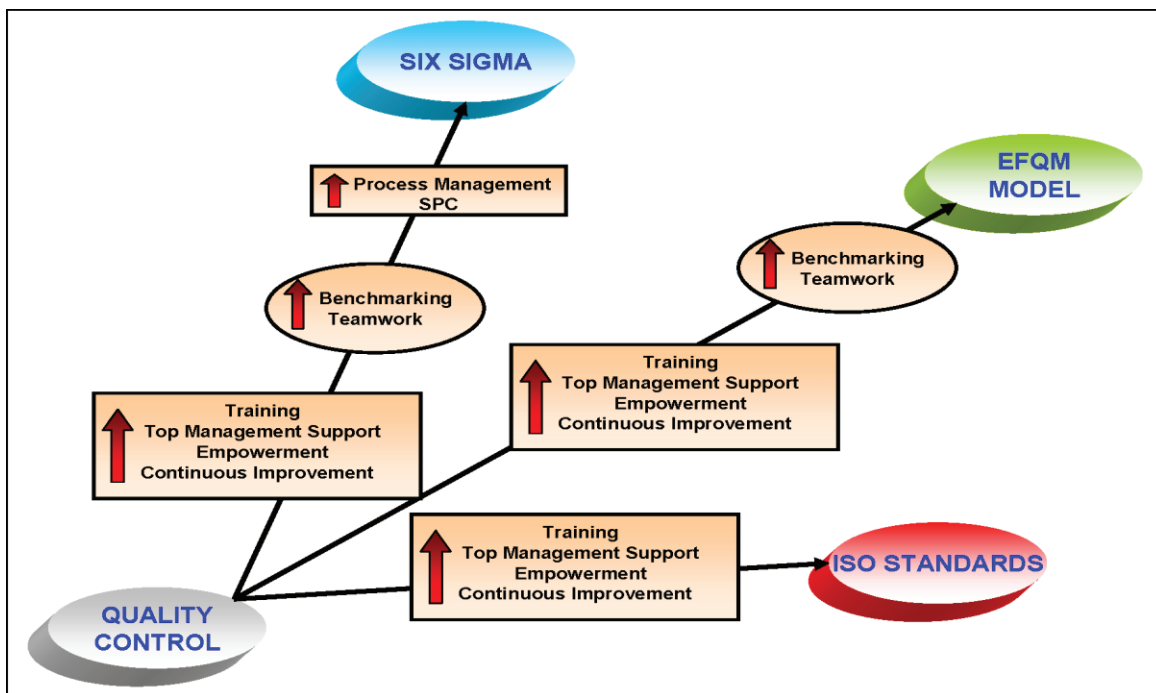 SIX SIGMA
EFQM
MODEL
Process Management
SPC
Benchmarking
Teamwork
Benchmarking
Teamwork
Training
Top Management Support
Empowerment
Continuous Improvement
Training
Top Management Support
Empowerment
Continuous Improvement
Training
Top Management Support
Empowerment
Continuous Improvement
ISO STANDARDS
QUALITY
CONTROL